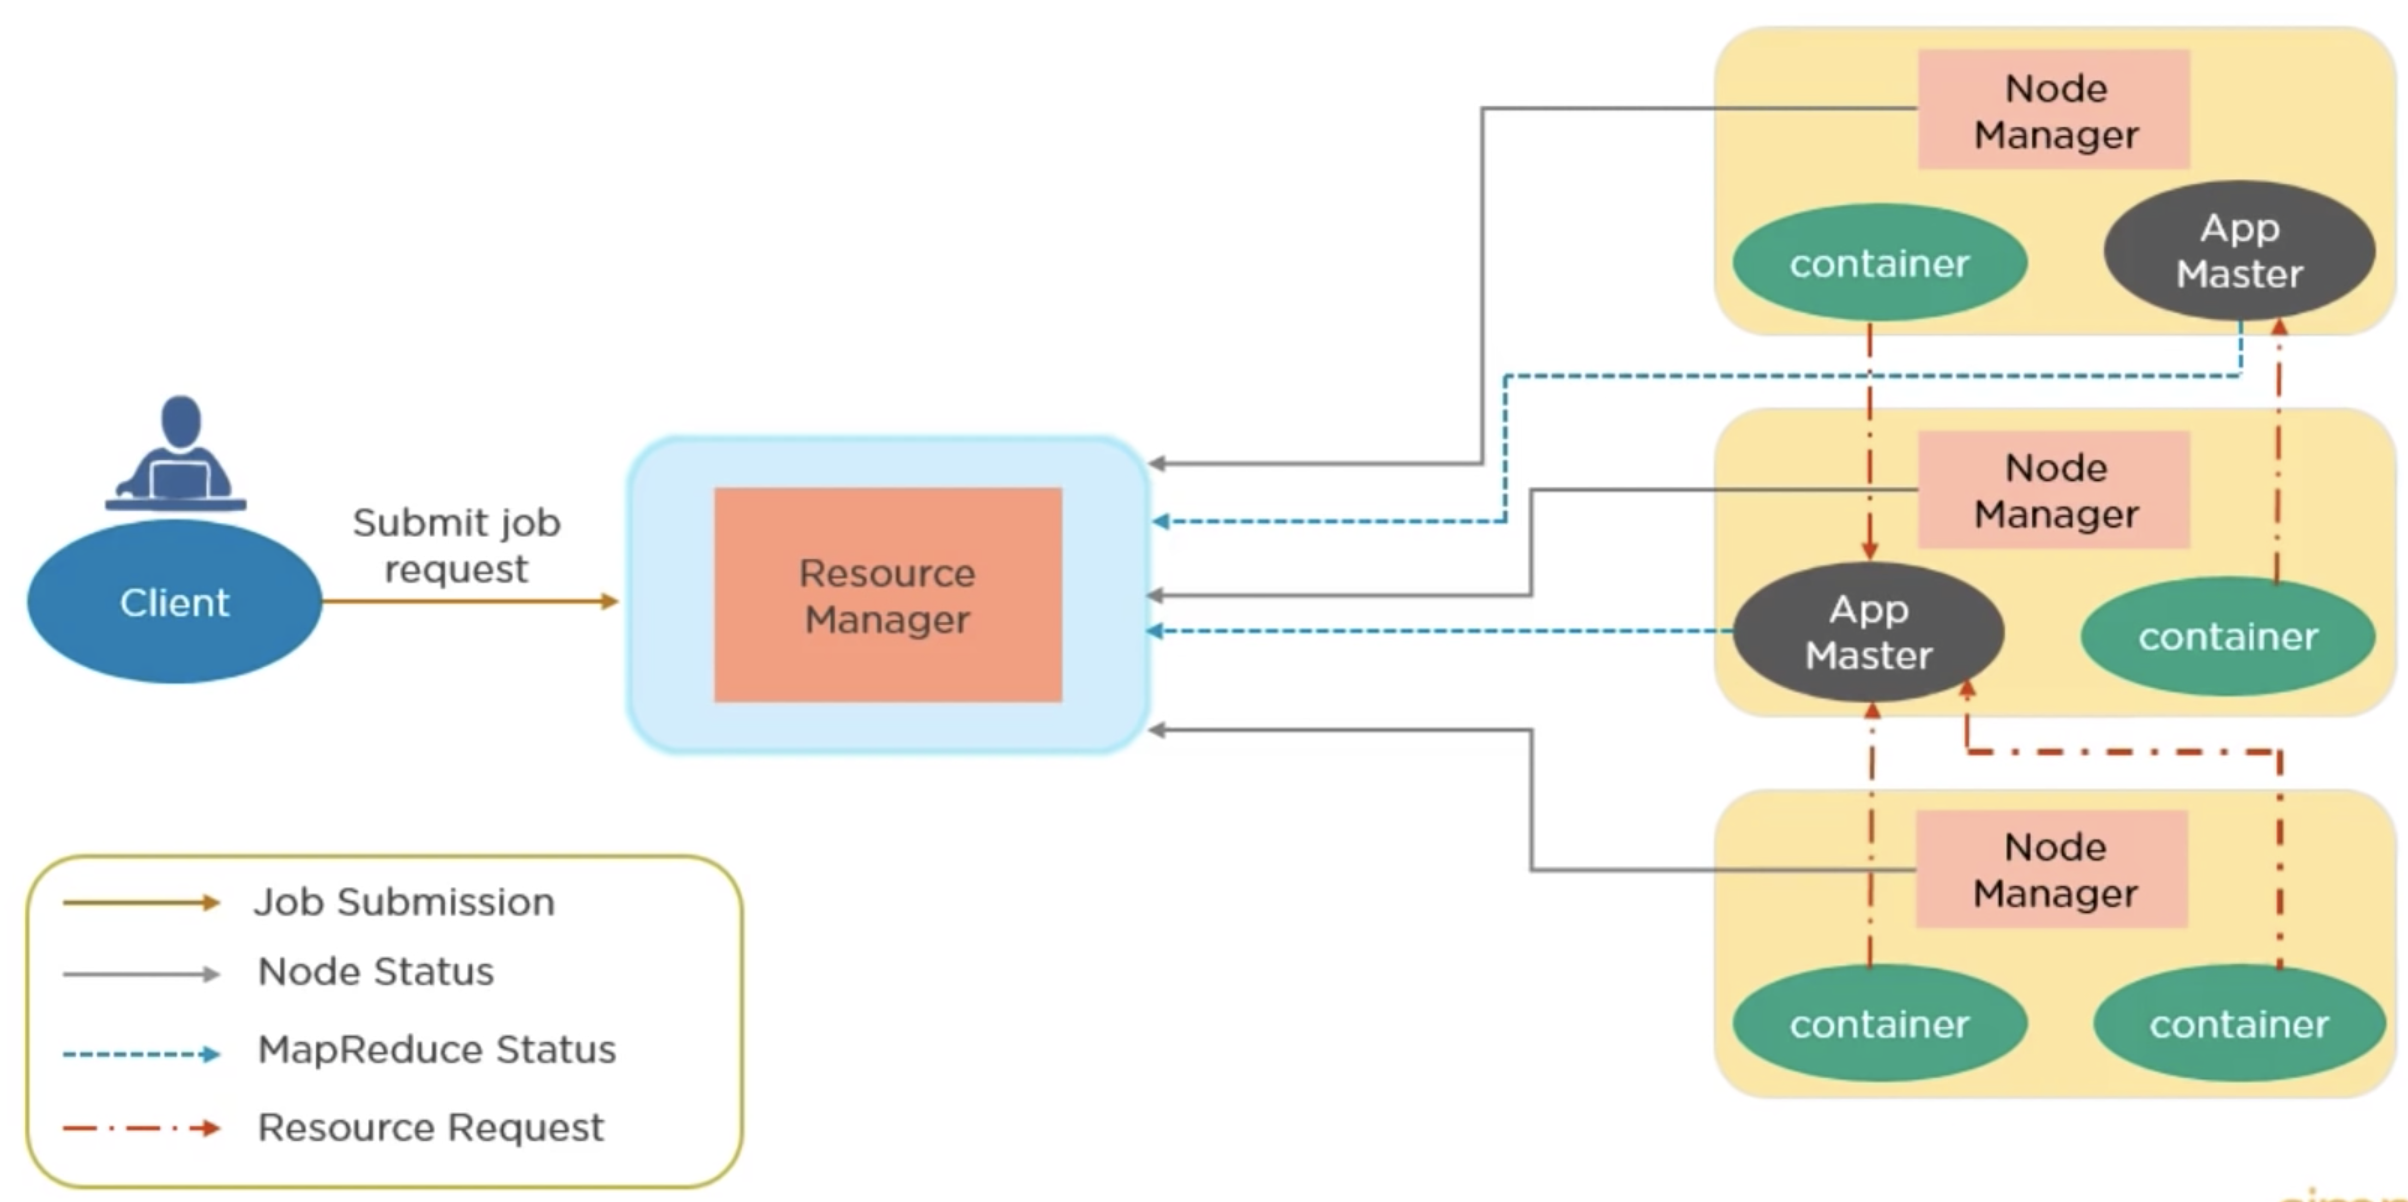 Node
Manager
container
App
Master
Submit job
request
Client
Resource
Manager
Node
Manager
App
Master
container
Node
Manager
container
container
Job Submission
Node Status
MapReduce Status
Resource Request